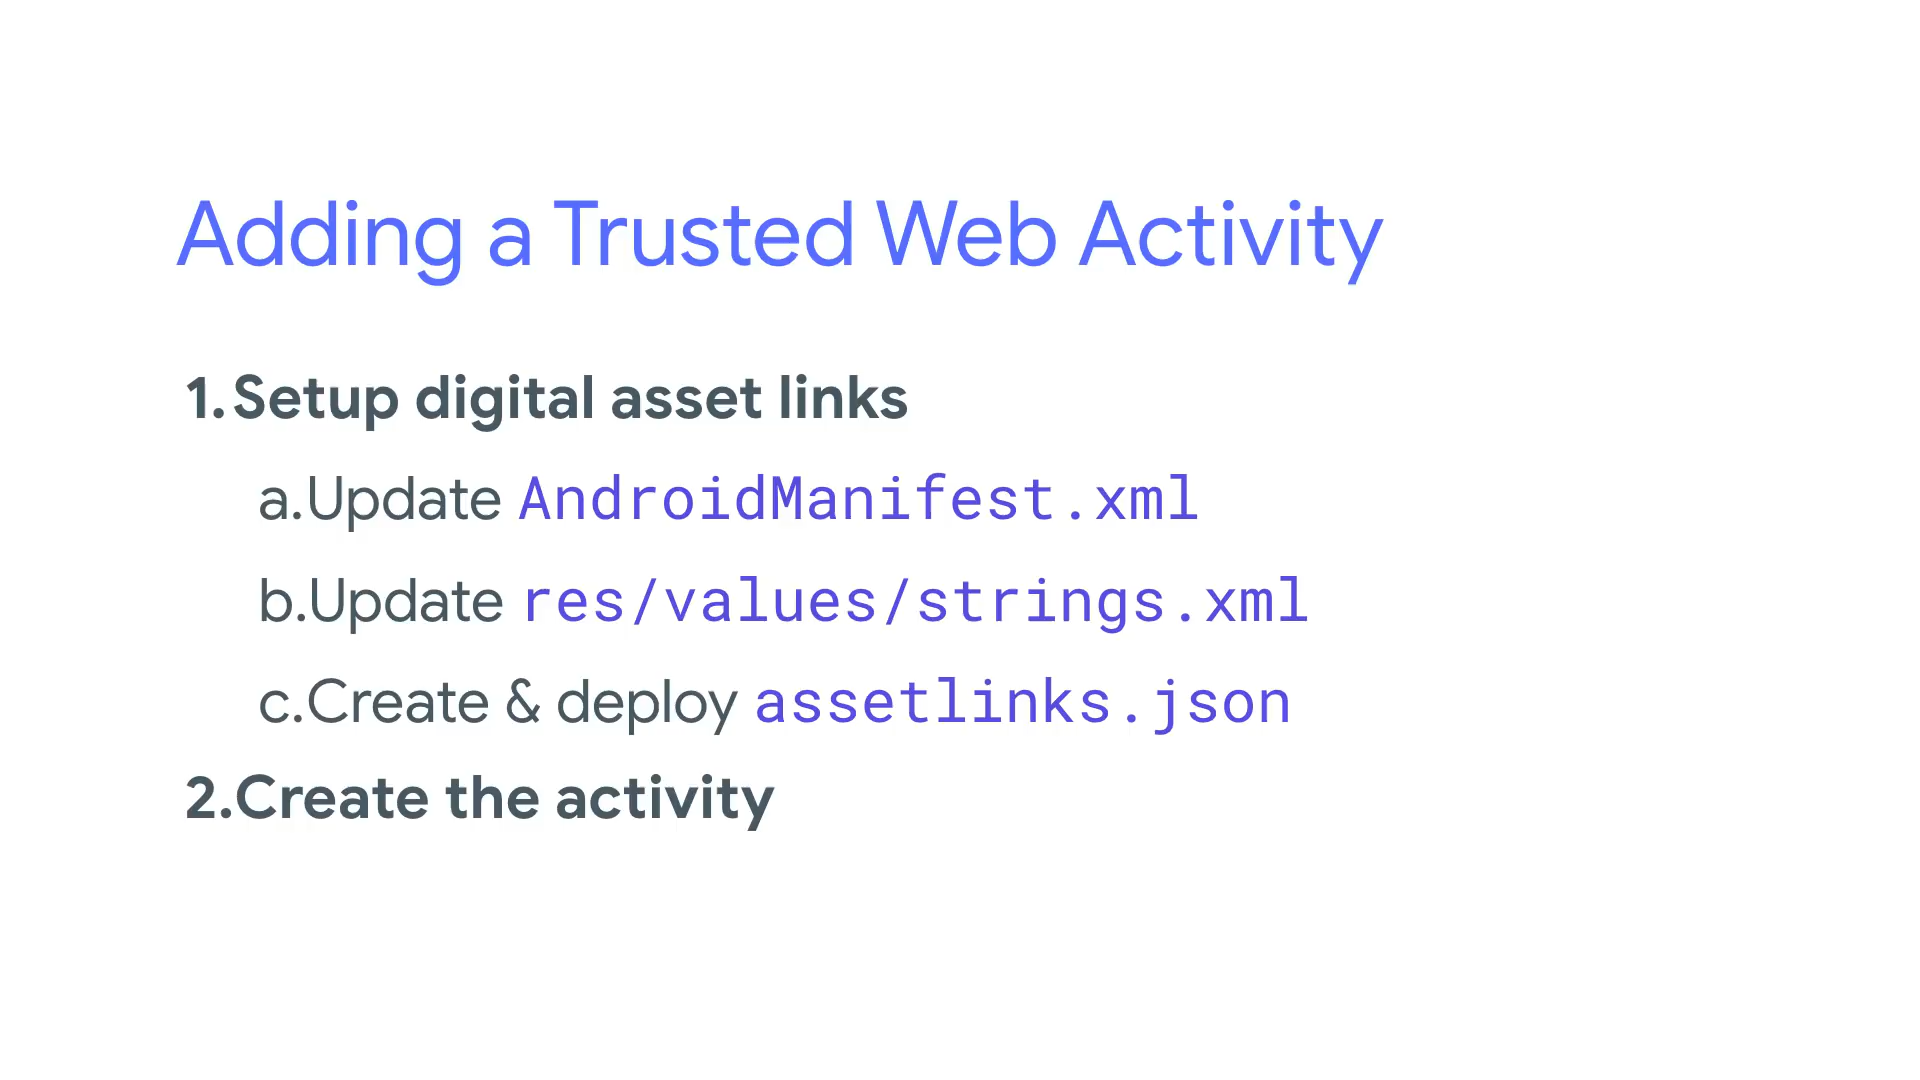 Adding a Trusted Web Activity
1. Setup digital asset links
a. Update AndroidManifest.xml
b. Update res/values/strings.xml
c. Create & deploy assetlinks.json
2. Create the activity